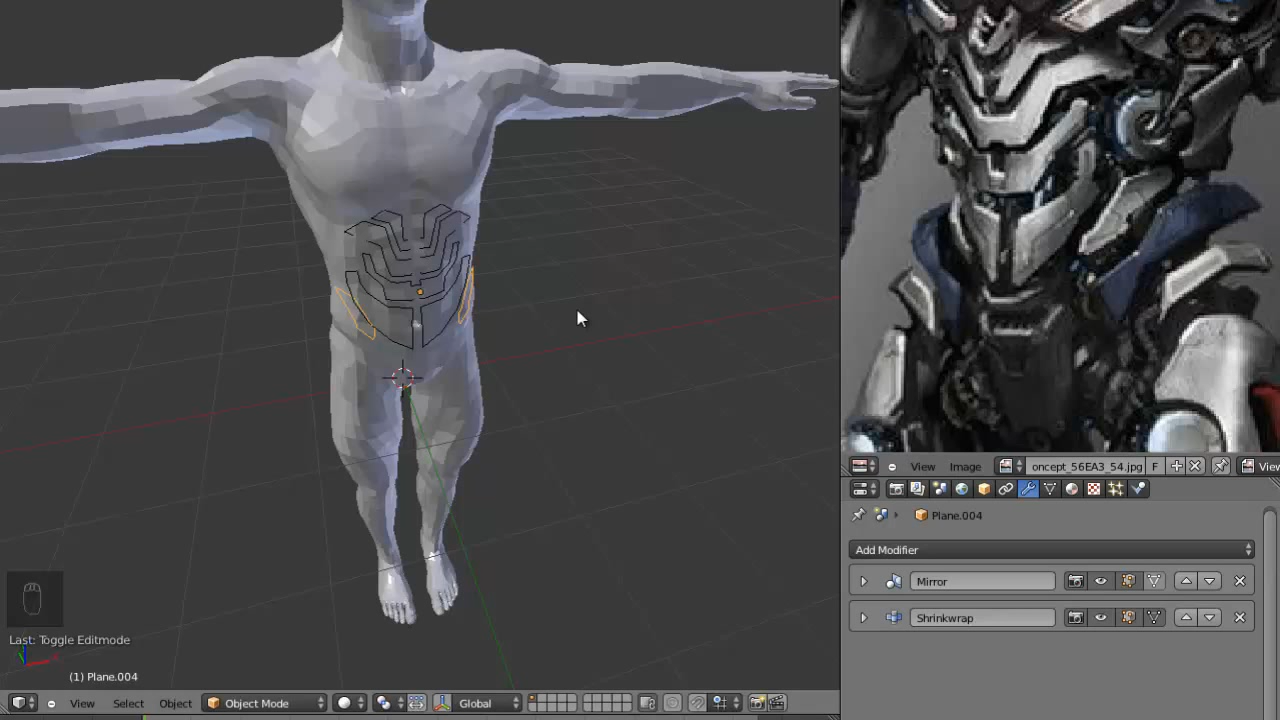 oncept_56EA3_54.jpg
View Image F View
Plane.004
Add Modifier
Mirror
Shrinkwrap
Last: Toggle Editmode
(1) Plane.004
View Select Object Object Mode Global